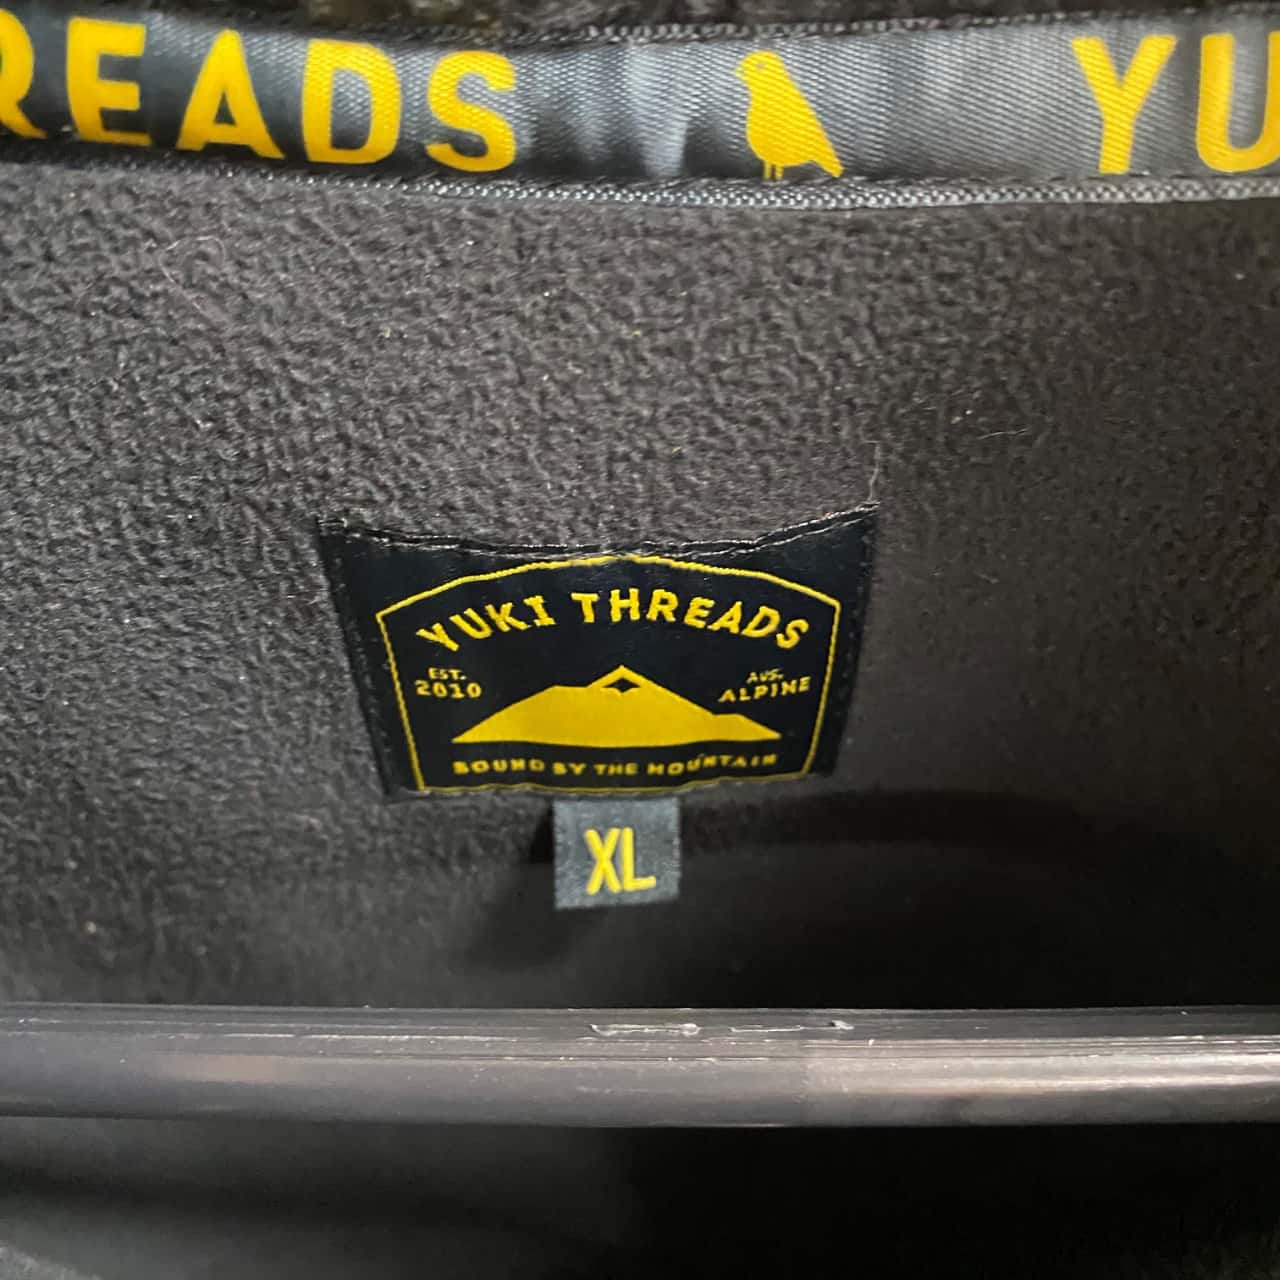 READS YU
YUKI THREADS
EST. 2010 AUS. ALPINE
BOUND BY THE MOUNTAIN
XL